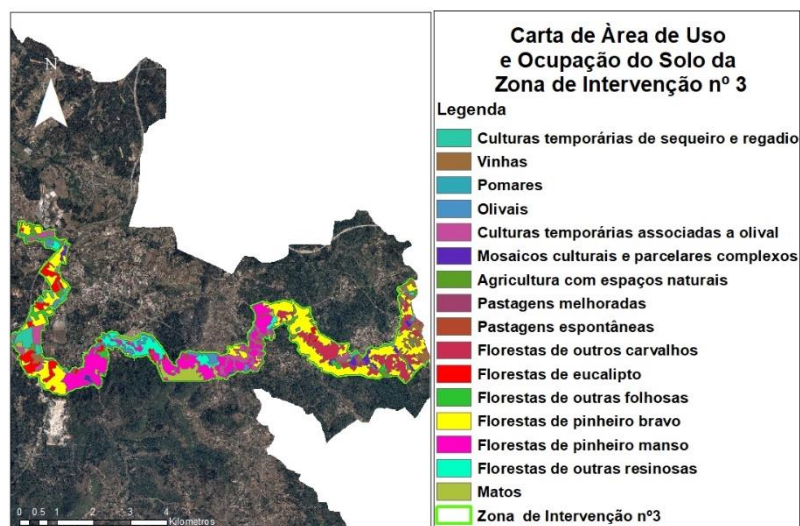 Carta de Àrea de Uso
e Ocupação do Solo da
Zona de Intervenção nº 3
Legenda
Culturas temporárias de sequeiro e regadio
Vinhas
Pomares
Olivais
Culturas temporárias associadas a olival
Mosaicos culturais e parcelares complexos
Agricultura com espaços naturais
Pastagens melhoradas
Pastagens espontâneas
Florestas de outros carvalhos
Florestas de eucalipto
Florestas de outras folhosas
Florestas de pinheiro bravo
Florestas de pinheiro manso
Florestas de outras resinosas
Matos
Zona de Intervenção nº3
N
0 0.5 1 2 3 4
Kilometros